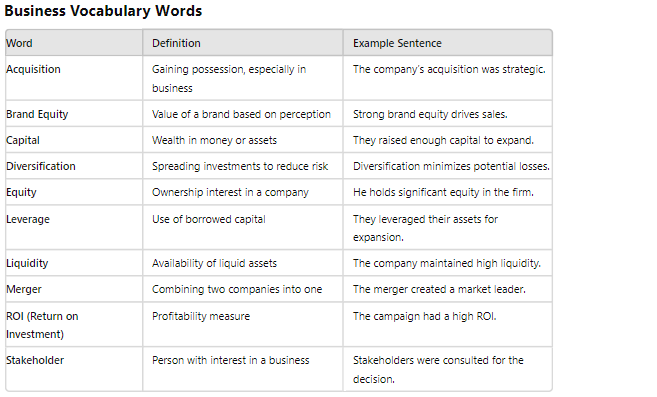 Business Vocabulary Words
Word Definition Example Sentence
Acquisition Gaining possession, especially in The company's acquisition was strategic.
business
Brand Equity Value of a brand based on perception Strong brand equity drives sales.
Capital Wealth in money or assets They raised enough capital to expand.
Diversification Spreading investments to reduce risk Diversification minimizes potential losses.
Equity Ownership interest in a company He holds significant equity in the firm.
Leverage Use of borrowed capital They leveraged their assets for
expansion.
Liquidity Availability of liquid assets The company maintained high liquidity.
Merger Combining two companies into one The merger created a market leader.
ROI (Return on Profitability measure The campaign had a high ROI.
Investment)
Stakeholder Person with interest in a business Stakeholders were consulted for the
decision.